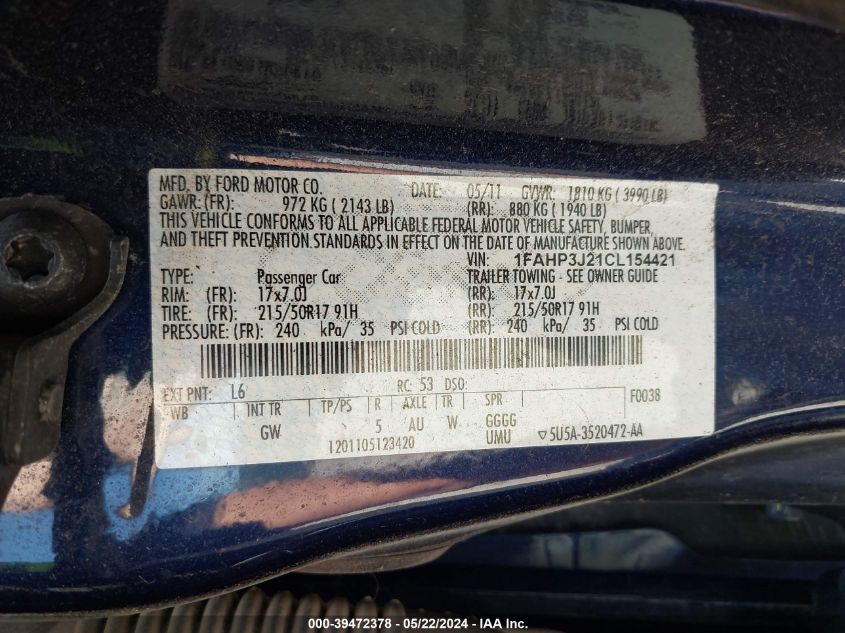 MFD. BY FORD MOTOR CO. DATE: 05/11 GVWR: 1810 KG ( 3990 LB)
GAWR: (FR): 972 KG ( 2143 LB) (RR): 880 KG ( 1940 LB)
THIS VEHICLE CONFORMS TO ALL APPLICABLE FEDERAL MOTOR VEHICLE SAFETY, BUMPER,
AND THEFT PREVENTION STANDARDS IN EFFECT ON THE DATE OF MANUFACTURE SHOWN ABOVE.
VIN: 1FAHP3J21CL154421
TYPE: Passenger Car TRAILER TOWING - SEE OWNER GUIDE
RIM: (FR): 17x7.0J (RR): 17x7.0J
TIRE: (FR): 215/50R17 91H (RR): 215/50R17 91H
PRESSURE: (FR): 240 kPa/ 35 PSI COLD (RR): 240 kPa/ 35 PSI COLD
EXT PNT: L6 RC: 53 DSO: F0038
WB INT TR TP/PS R AXLE TR SPR
GW 5 AU W GGGG
1201105123420 UMU ▽5U5A-3520472-AA
000-39472378 - 05/22/2024 - IAA Inc.